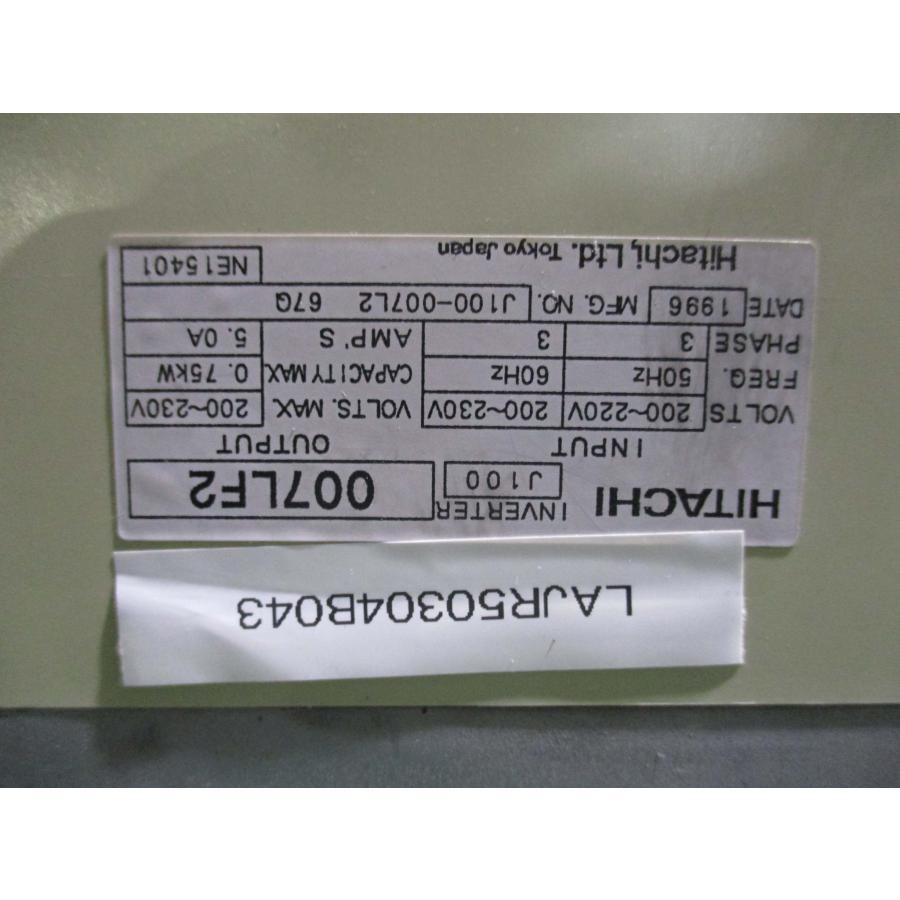 LAJR50304B043
HITACHI INVERTER J100 007LF2
INPUT OUTPUT
VOLTS 200~220V 200~230V VOLTS. MAX. 200~230V
FREQ. 50Hz 60Hz CAPACITY MAX. 0.75kW
PHASE 3 3 AMP'S 5.0A
DATE 1996 MFG. NO. J100-007L2 67Q
Hitachi, Ltd. Tokyo Japan NE15401